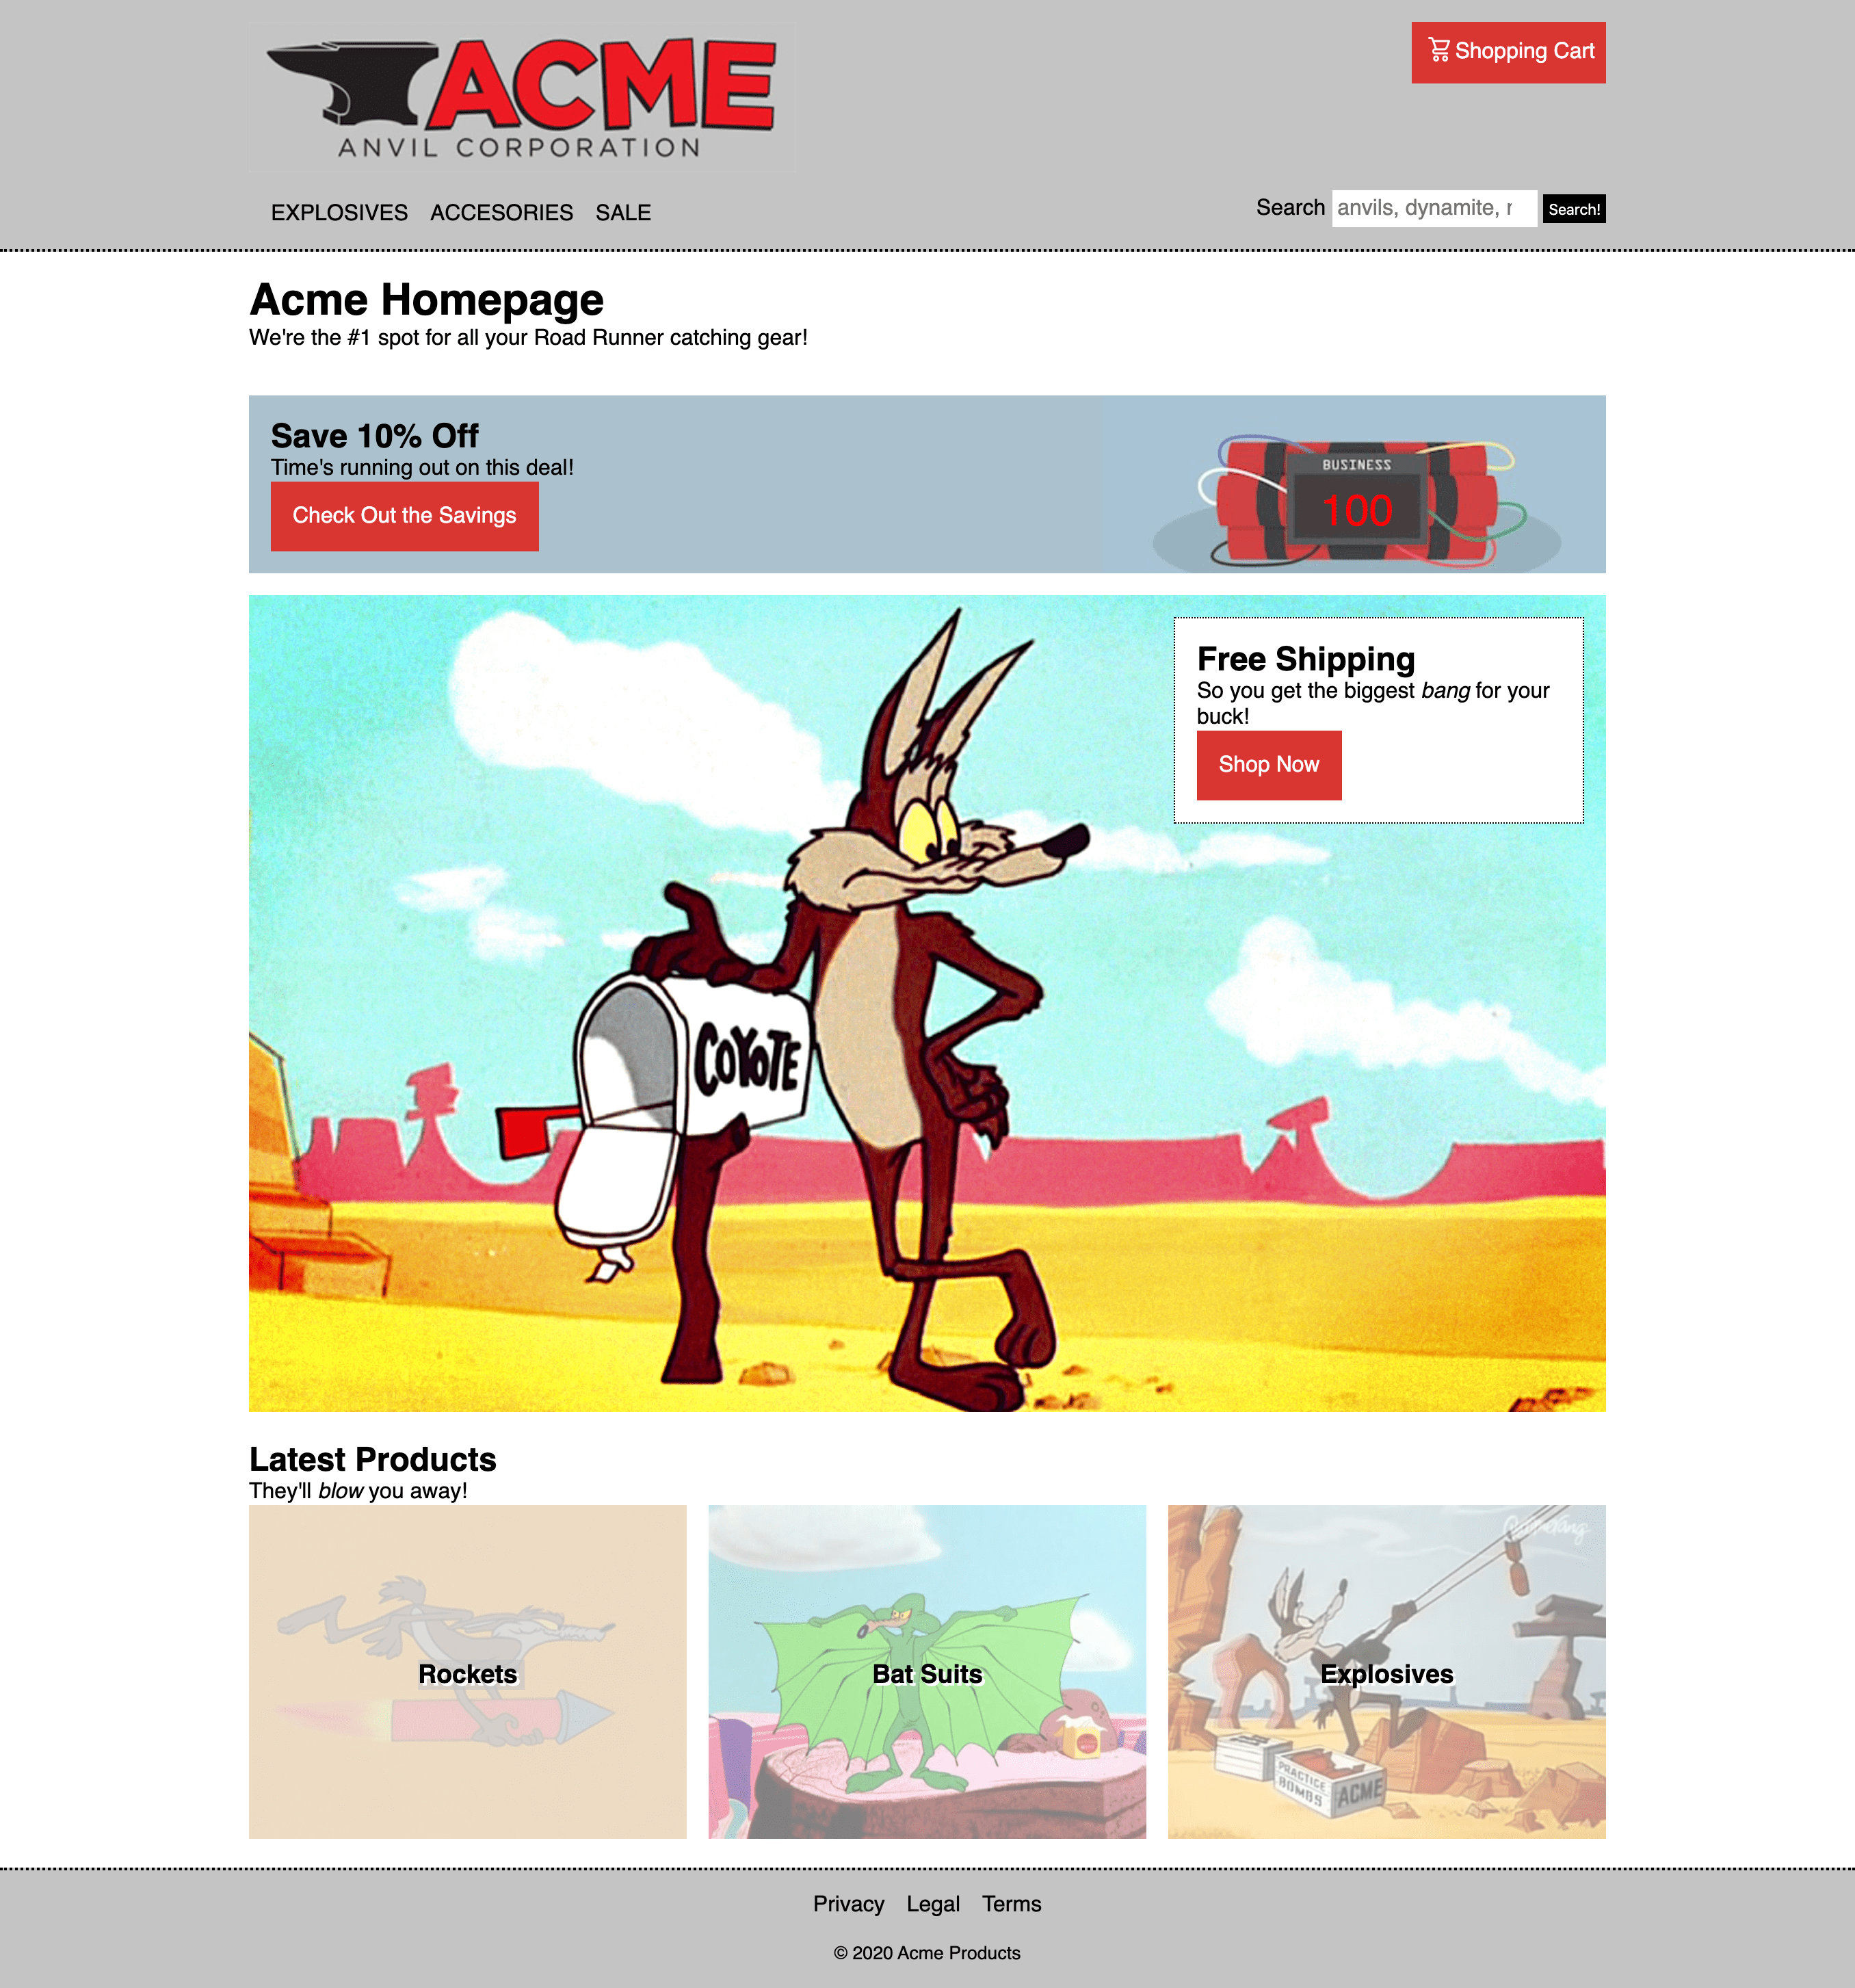 ACME
ANVIL CORPORATION
Shopping Cart
EXPLOSIVES ACCESORIES SALE
Search anvils, dynamite, r Search!
Acme Homepage
We're the #1 spot for all your Road Runner catching gear!
Save 10% Off
Time's running out on this deal!
Check Out the Savings
BUSINESS
100
Free Shipping
So you get the biggest bang for your
buck!
Shop Now
COYOTE
Latest Products
They'll blow you away!
Rockets
Bat Suits
Boomerang
Explosives
PRACTICE
BOMBS
ACME
Privacy Legal Terms
© 2020 Acme Products